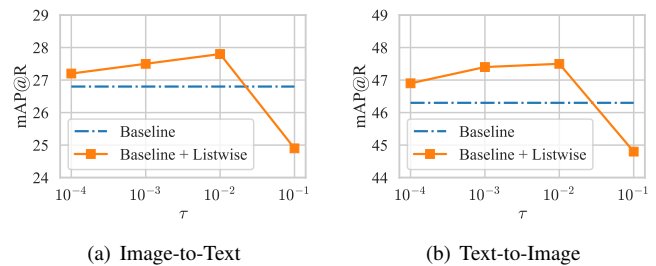 29
28
27
26
25
24
mAP@R
Baseline
Baseline + Listwise
10⁻⁴ 10⁻³ 10⁻² 10⁻¹
τ
(a) Image-to-Text
49
48
47
46
45
44
mAP@R
Baseline
Baseline + Listwise
10⁻⁴ 10⁻³ 10⁻² 10⁻¹
τ
(b) Text-to-Image